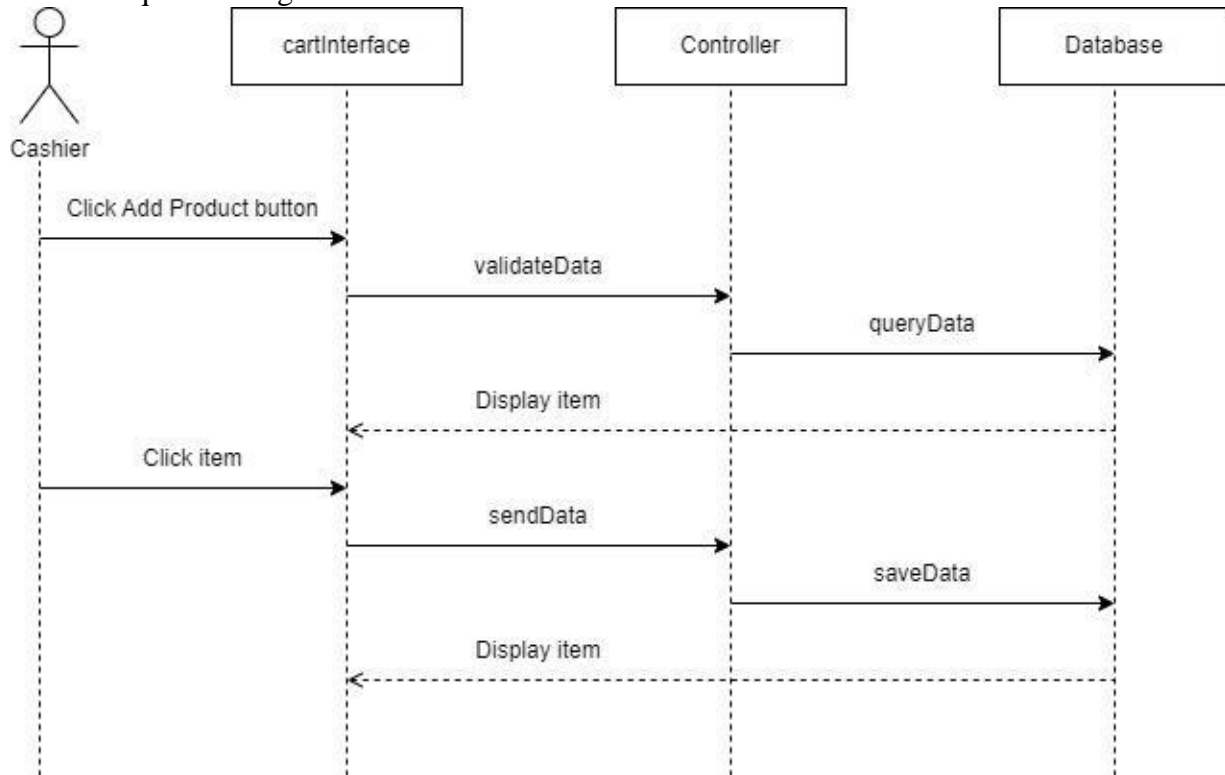 cartInterface
Controller
Database
Cashier
Click Add Product button
validateData
queryData
Display item
Click item
sendData
saveData
Display item